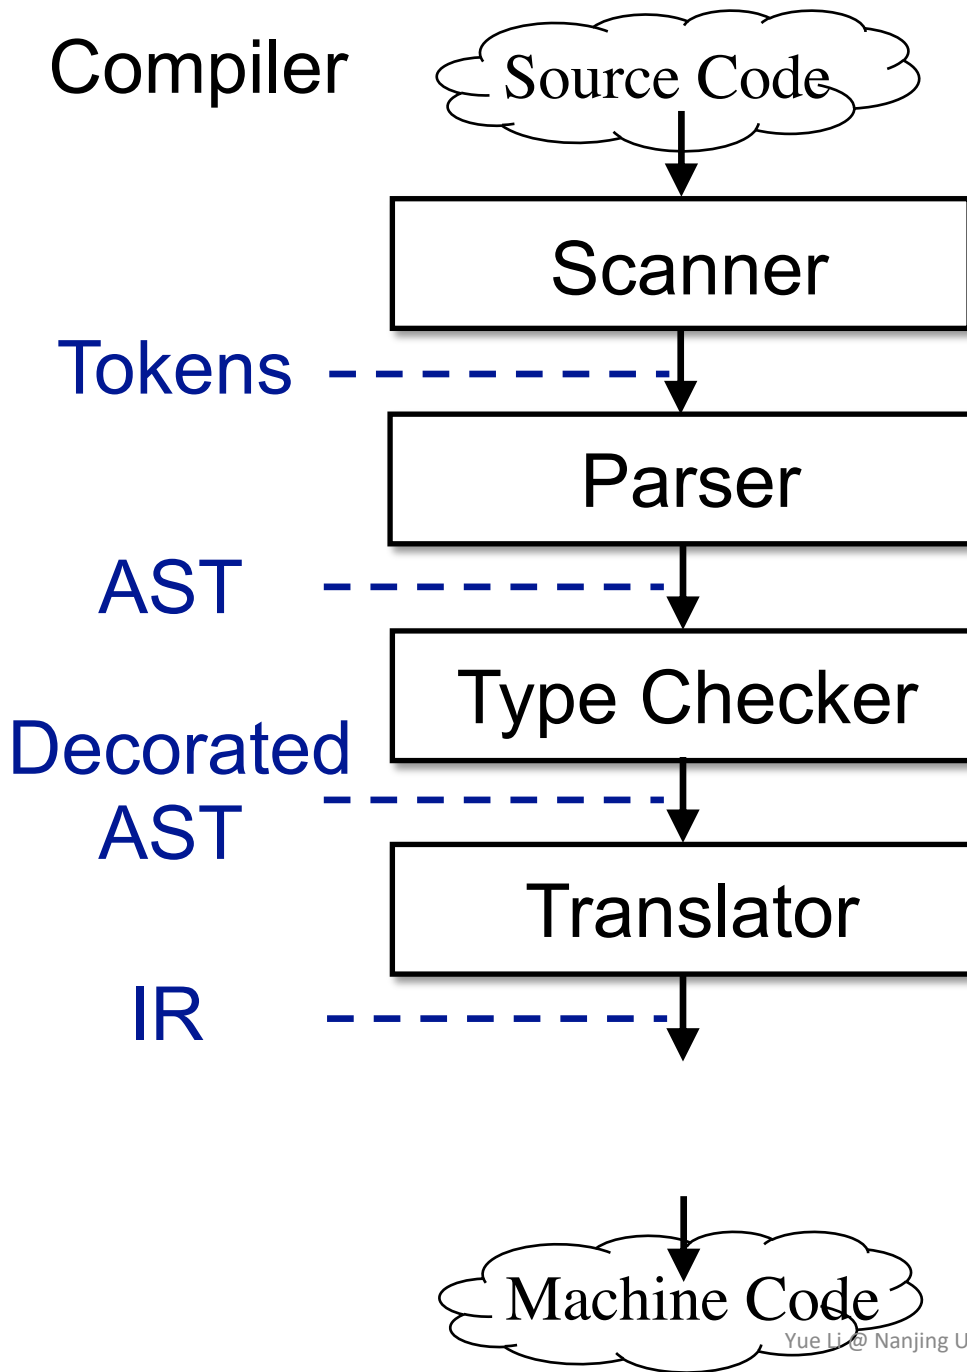 Compiler
Source Code
Scanner
Tokens
Parser
AST
Type Checker
Decorated
AST
Translator
IR
Machine Code
Yue Li @ Nanjing U